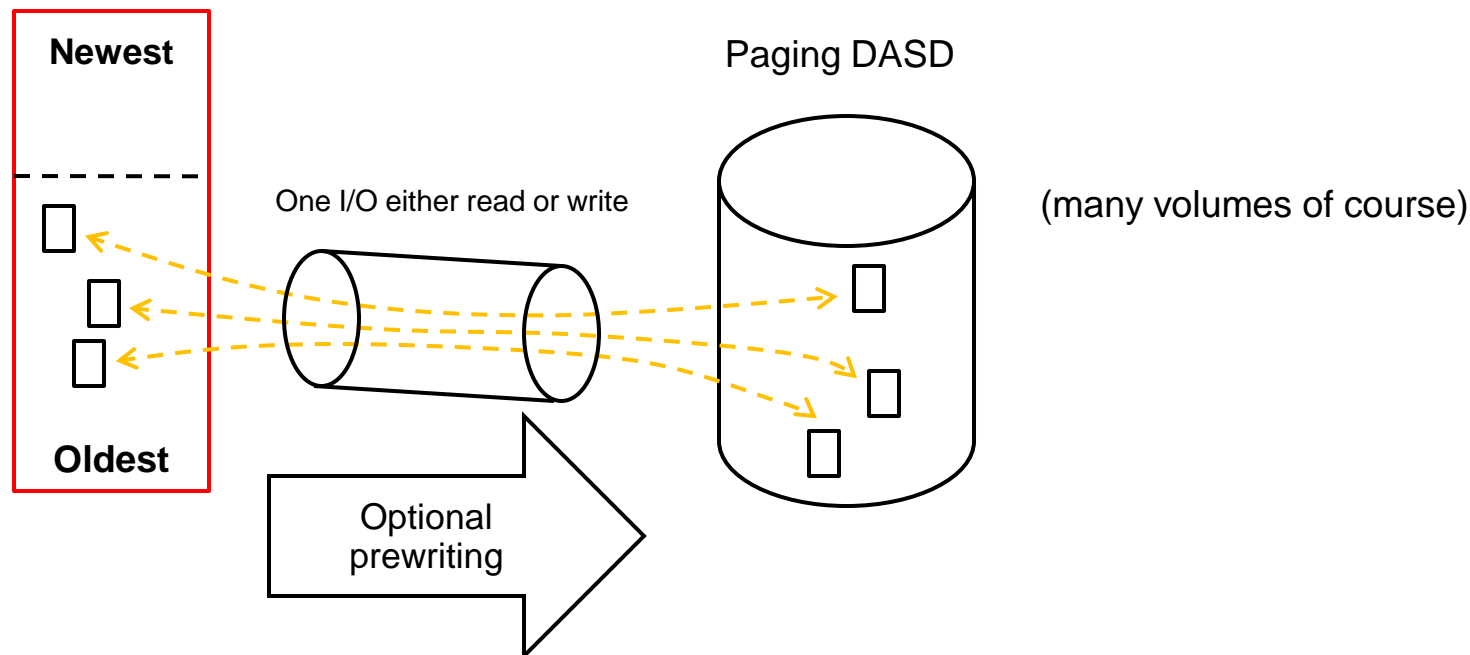 Newest
Paging DASD
One I/O either read or write
(many volumes of course)
Oldest
Optional
prewriting